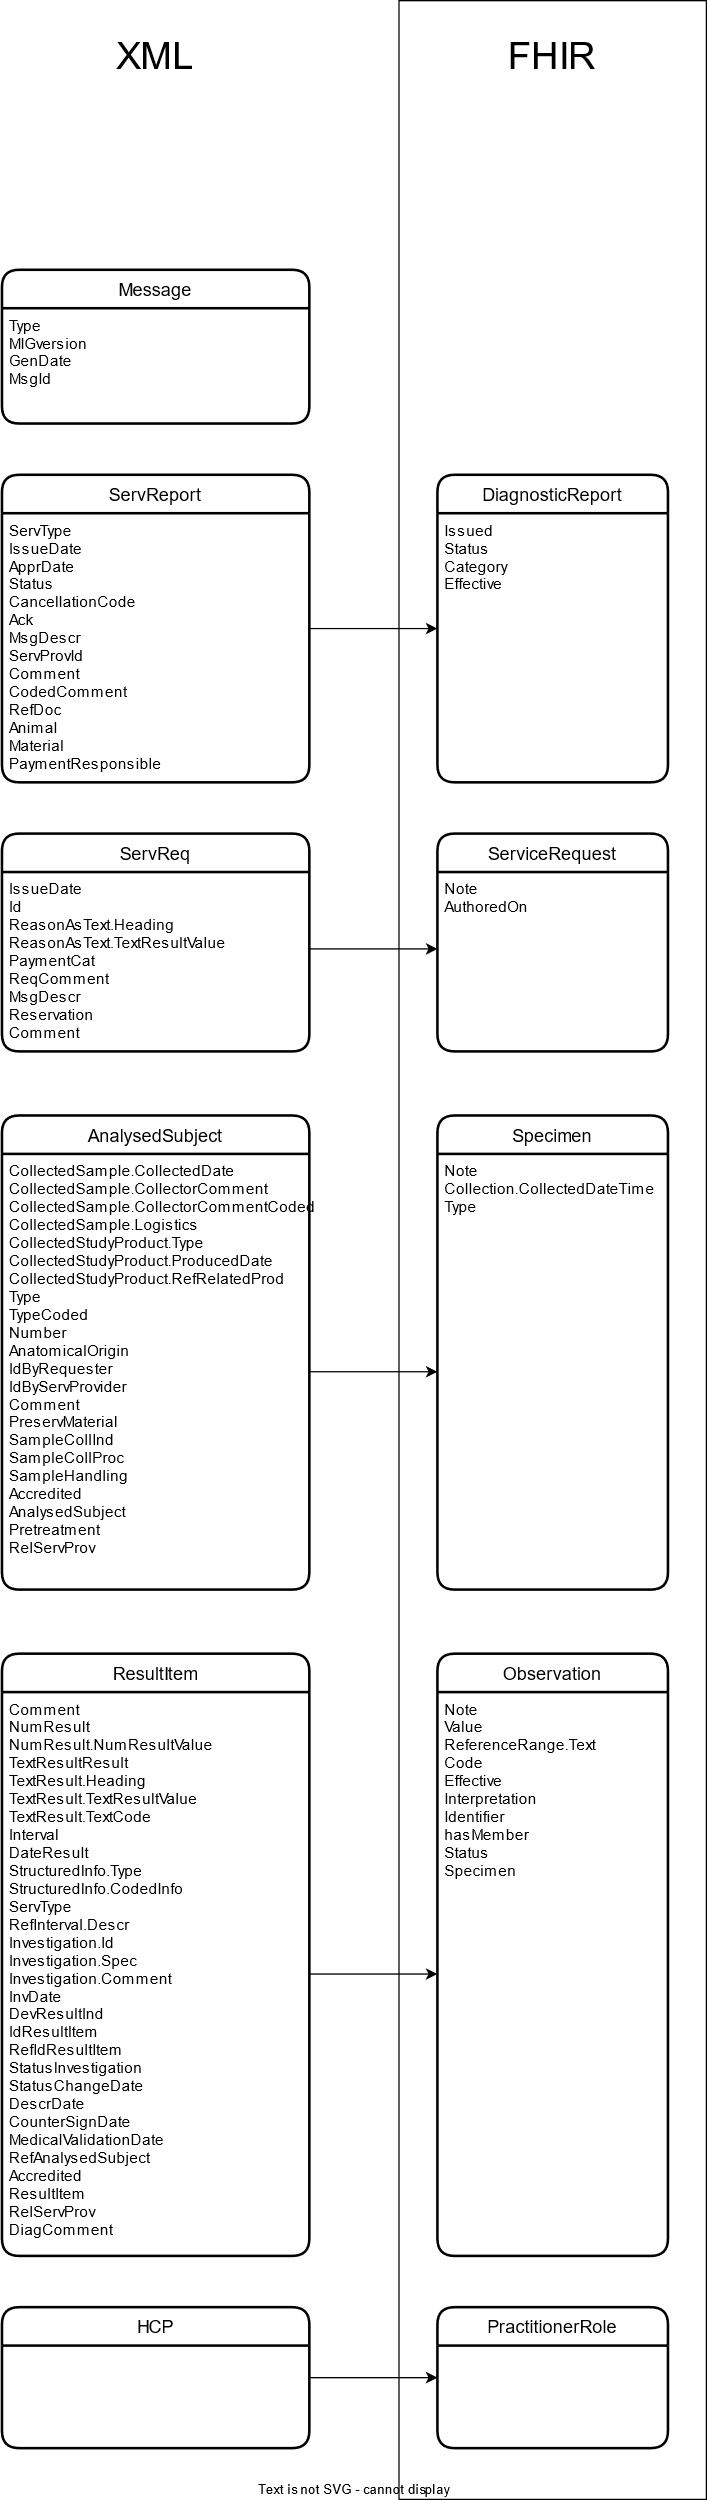 XML
FHIR
Message
Type
MIGversion
GenDate
MsgId
ServReport
ServType
IssueDate
ApprDate
Status
CancellationCode
Ack
MsgDescr
ServProvId
Comment
CodedComment
RefDoc
Animal
Material
PaymentResponsible
DiagnosticReport
Issued
Status
Category
Effective
ServReq
IssueDate
Id
ReasonAsText.Heading
ReasonAsText.TextResultValue
PaymentCat
ReqComment
MsgDescr
Reservation
Comment
ServiceRequest
Note
AuthoredOn
AnalysedSubject
CollectedSample.CollectedDate
CollectedSample.CollectorComment
CollectedSample.CollectorCommentCoded
CollectedSample.Logistics
CollectedStudyProduct.Type
CollectedStudyProduct.ProducedDate
CollectedStudyProduct.RefRelatedProd
Type
TypeCoded
Number
AnatomicalOrigin
IdByRequester
IdByServProvider
Comment
PreservMaterial
SampleCollInd
SampleCollProc
SampleHandling
Accredited
AnalysedSubject
Pretreatment
RelServProv
Specimen
Note
Collection.CollectedDateTime
Type
ResultItem
Comment
NumResult
NumResult.NumResultValue
TextResultResult
TextResult.Heading
TextResult.TextResultValue
TextResult.TextCode
Interval
DateResult
StructuredInfo.Type
StructuredInfo.CodedInfo
ServType
RefInterval.Descr
Investigation.Id
Investigation.Spec
Investigation.Comment
InvDate
DevResultInd
IdResultItem
RefIdResultItem
StatusInvestigation
StatusChangeDate
DescrDate
CounterSignDate
MedicalValidationDate
RefAnalysedSubject
Accredited
ResultItem
RelServProv
DiagComment
Observation
Note
Value
ReferenceRange.Text
Code
Effective
Interpretation
Identifier
hasMember
Status
Specimen
HCP
PractitionerRole
Text is not SVG - cannot display